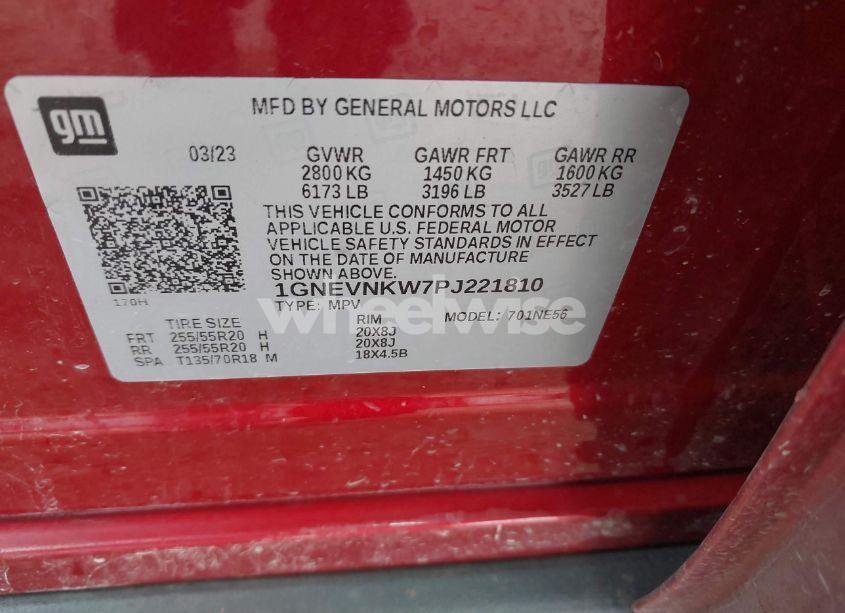 gm
MFD BY GENERAL MOTORS LLC
03/23 GVWR GAWR FRT GAWR RR
2800 KG 1450 KG 1600 KG
6173 LB 3196 LB 3527 LB
THIS VEHICLE CONFORMS TO ALL
APPLICABLE U.S. FEDERAL MOTOR
VEHICLE SAFETY STANDARDS IN EFFECT
ON THE DATE OF MANUFACTURE
SHOWN ABOVE.
1GNEVNKW7PJ221810
170H
TYPE: MPV
MODEL: 701NE56
wheelwise
TIRE SIZE RIM
FRT 255/55R20 H 20X8J
RR 255/55R20 H 20X8J
SPA T135/70R18 M 18X4.5B